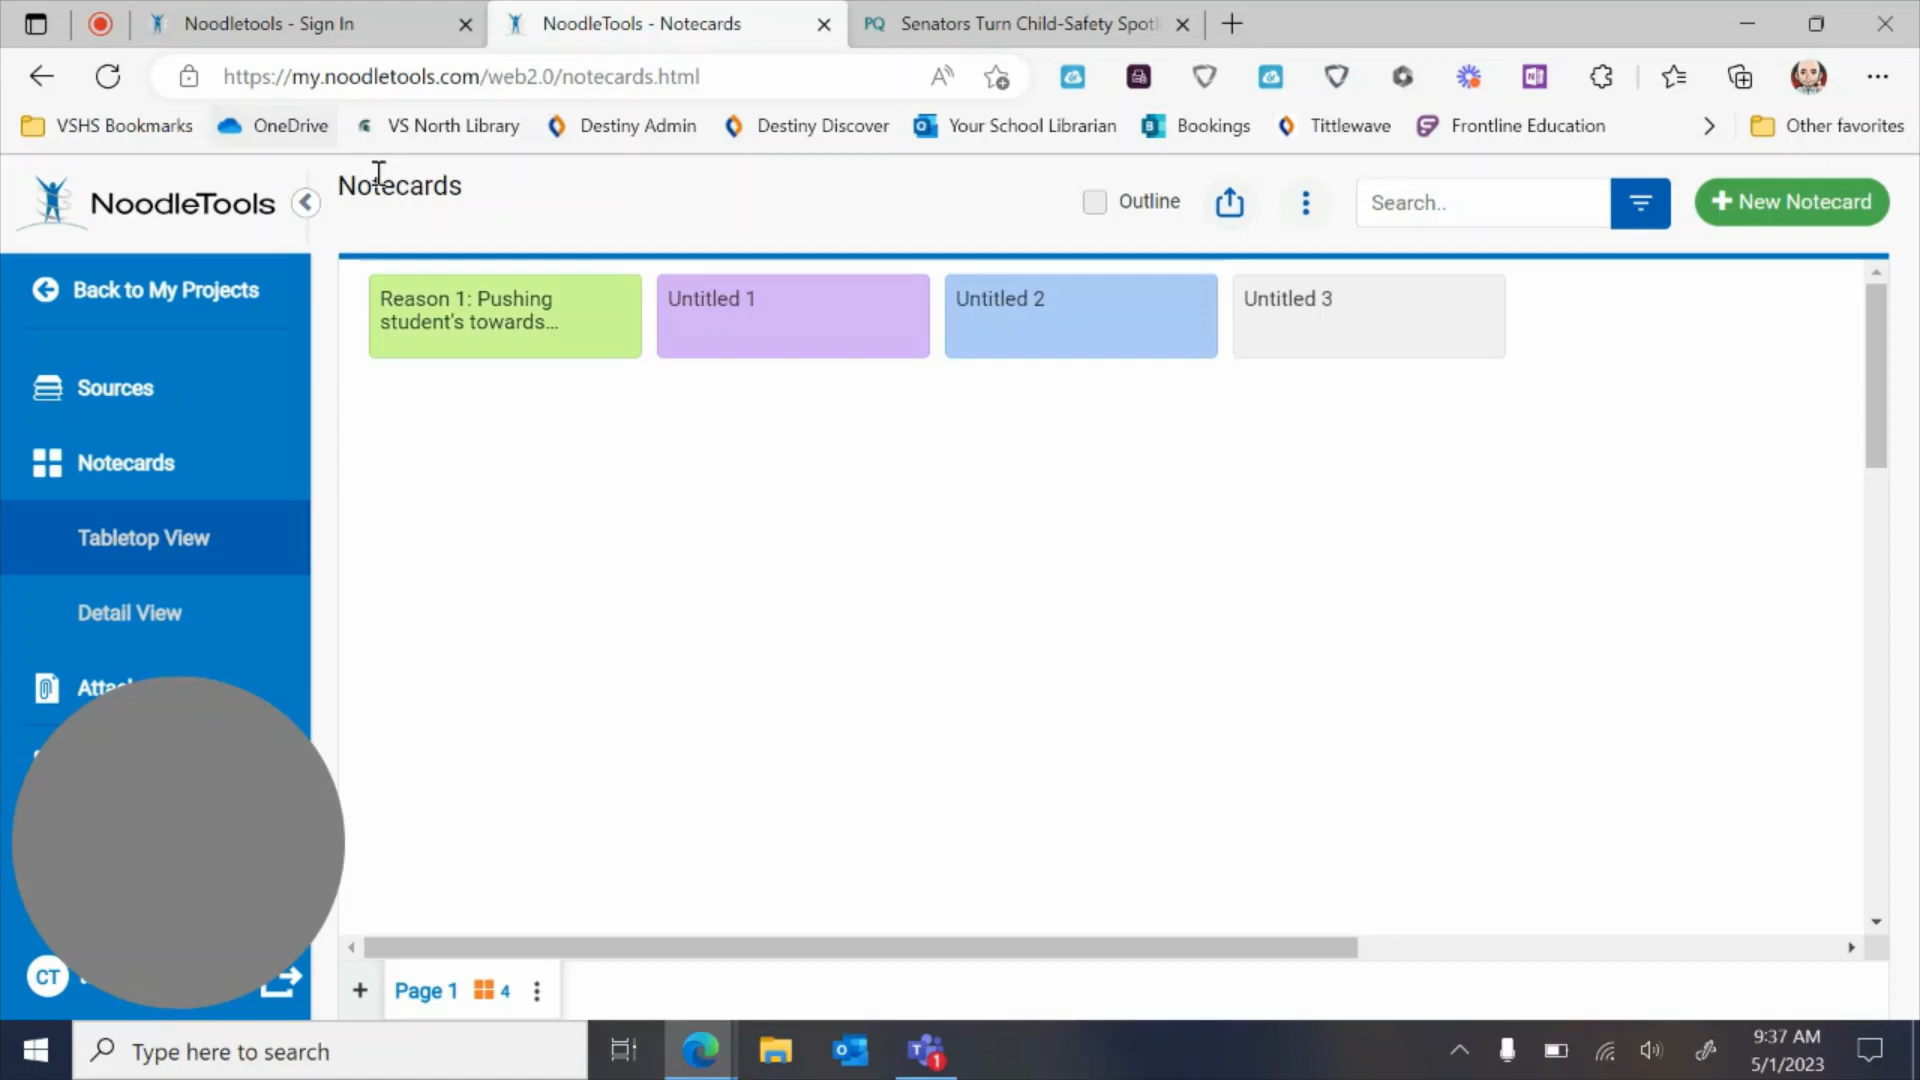 Noodletools - Sign In
NoodleTools - Notecards
PQ Senators Turn Child-Safety Spotl
https://my.noodletools.com/web2.0/notecards.html
VSHS Bookmarks
OneDrive
VS North Library
Destiny Admin
Destiny Discover
Your School Librarian
Bookings
Tittlewave
Frontline Education
Other favorites
NoodleTools
Notecards
Outline
Search..
+ New Notecard
Back to My Projects
Reason 1: Pushing
student's towards...
Untitled 1
Untitled 2
Untitled 3
Sources
Notecards
Tabletop View
Detail View
CT
+
Page 1
4
Type here to search
1
9:37 AM
5/1/2023